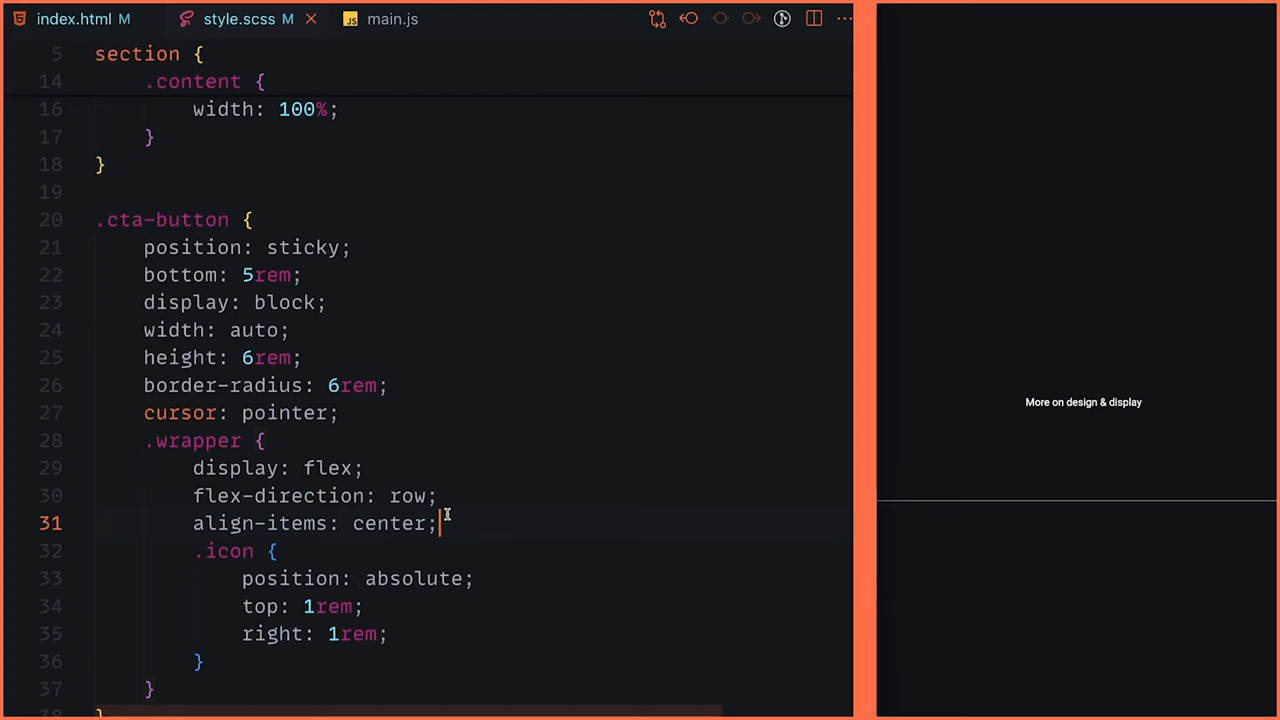 index.html M style.scss M × JS main.js ...
5 section {
14 .content {
16 width: 100%;
17 }
18 }
19
20 .cta-button {
21 position: sticky;
22 bottom: 5rem;
23 display: block;
24 width: auto;
25 height: 6rem;
26 border-radius: 6rem;
27 cursor: pointer;
28 .wrapper {
29 display: flex;
30 flex-direction: row;
31 align-items: center;
32 .icon {
33 position: absolute;
34 top: 1rem;
35 right: 1rem;
36 }
37 }
38 }
More on design & display